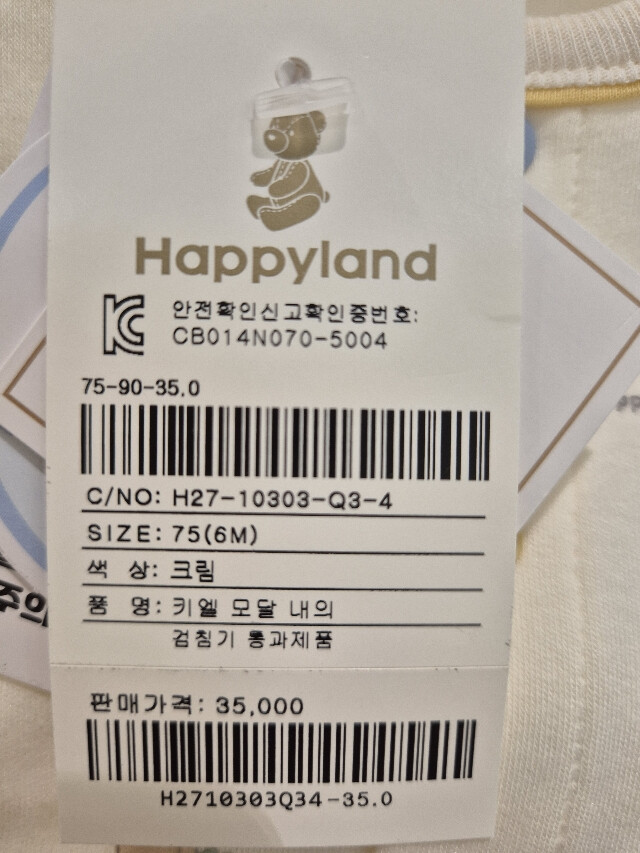 Happyland
안전확인신고확인증번호:
CB014N070-5004
75-90-35.0
C/NO: H27-10303-Q3-4
SIZE: 75(6M)
색 상: 크림
품 명: 키엘 모달 내의
검침기 통과제품
판매가격: 35,000
H2710303Q34-35.0
주의